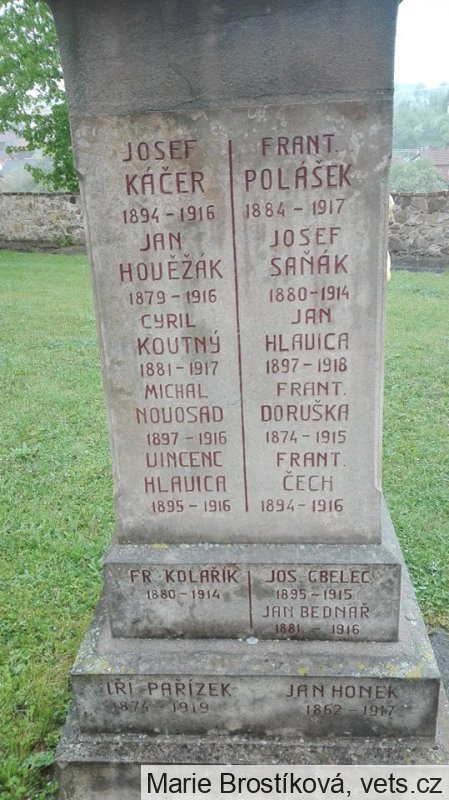 JOSEF
KÁČER
1894 - 1916
JAN
HOVĚŽÁK
1879 - 1916
CYRIL
KOUTNÝ
1881 - 1917
MICHAL
NOVOSAD
1897 - 1916
VINCENC
HLAVICA
1895 - 1916
FRANT.
POLÁŠEK
1884 - 1917
JOSEF
SAŇÁK
1880 - 1914
JAN
HLAVICA
1897 - 1918
FRANT.
DORUŠKA
1874 - 1915
FRANT.
ČECH
1894 - 1916
FR. KOLAŘÍK
1880 - 1914
JOS. GBELEC
1895 - 1915
JAN BEDNÁŘ
1881 - 1916
JIŘÍ PAŘÍZEK
1874 - 1919
JAN HONEK
1862 - 1917
Marie Brostíková, vets.cz